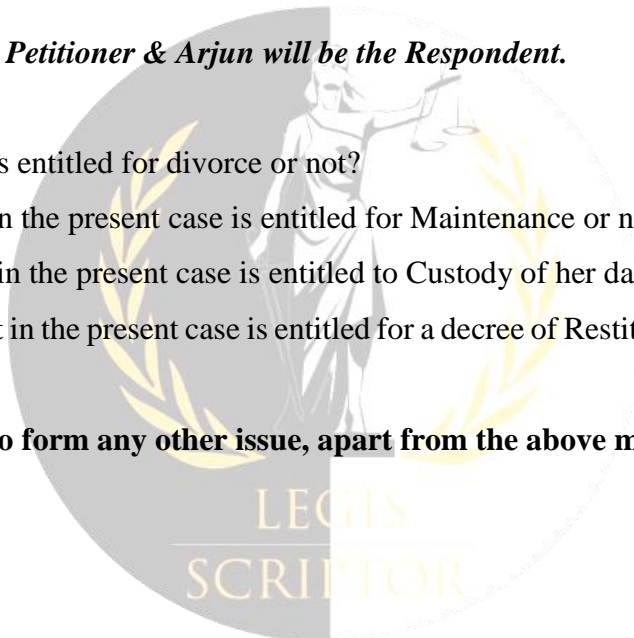 Petitioner & Arjun will be the Respondent.
s entitled for divorce or not?
n the present case is entitled for Maintenance or n
in the present case is entitled to Custody of her da
t in the present case is entitled for a decree of Restit
o form any other issue, apart from the above m
LEGIS
SCRIPTOR